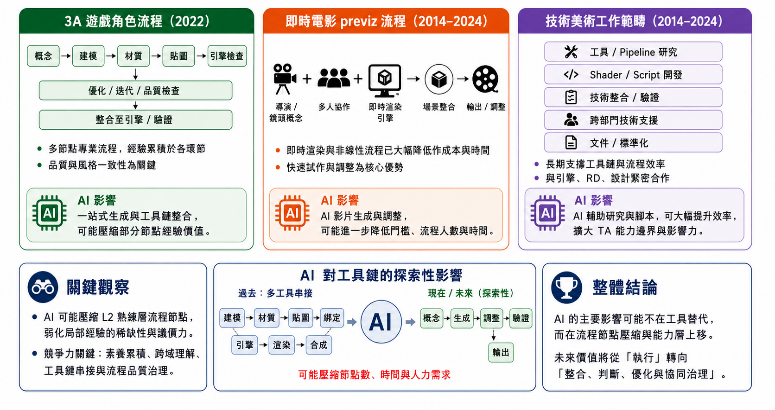 3A 遊戲角色流程（2022）
概念
建模
材質
貼圖
引擎檢查
優化 / 迭代 / 品質檢查
整合至引擎 / 驗證
多節點專業流程，經驗累積於各環節
品質與風格一致性為關鍵
AI
AI 影響
一站式生成與工具鏈整合，
可能壓縮部分節點經驗價值。
即時電影 previz 流程（2014–2024）
導演 /
鏡頭概念
多人協作
即時渲染
引擎
場景整合
輸出 / 調整
即時渲染與非線性流程已大幅降低作成本與時間
快速試作與調整為核心優勢
AI
AI 影響
AI 影片生成與調整，
可能進一步降低門檻、流程人數與時間。
技術美術工作範疇（2014–2024）
工具 / Pipeline 研究
Shader / Script 開發
技術整合 / 驗證
跨部門技術支援
文件 / 標準化
長期支撐工具鏈與流程效率
與引擎、RD、設計緊密合作
AI
AI 影響
AI 輔助研究與腳本，可大幅提升效率，
擴大 TA 能力邊界與影響力。
關鍵觀察
AI 可能壓縮 L2 熟練層流程節點，
弱化局部經驗的稀缺性與議價力。
競爭力關鍵：素養累積、跨域理解、
工具鏈串接與流程品質治理。
AI 對工具鍵的探索性影響
過去：多工具串接
建模
材質
貼圖
綁定
引擎
渲染
合成
AI
現在 / 未來（探索性）
概念
生成
調整
驗證
輸出
可能壓縮節點數、時間與人力需求
整體結論
AI 的主要影響可能不在工具替代，
而在流程節點壓縮與能力層上移。
未來價值將從「執行」轉向
「整合、判斷、優化與協同治理」。